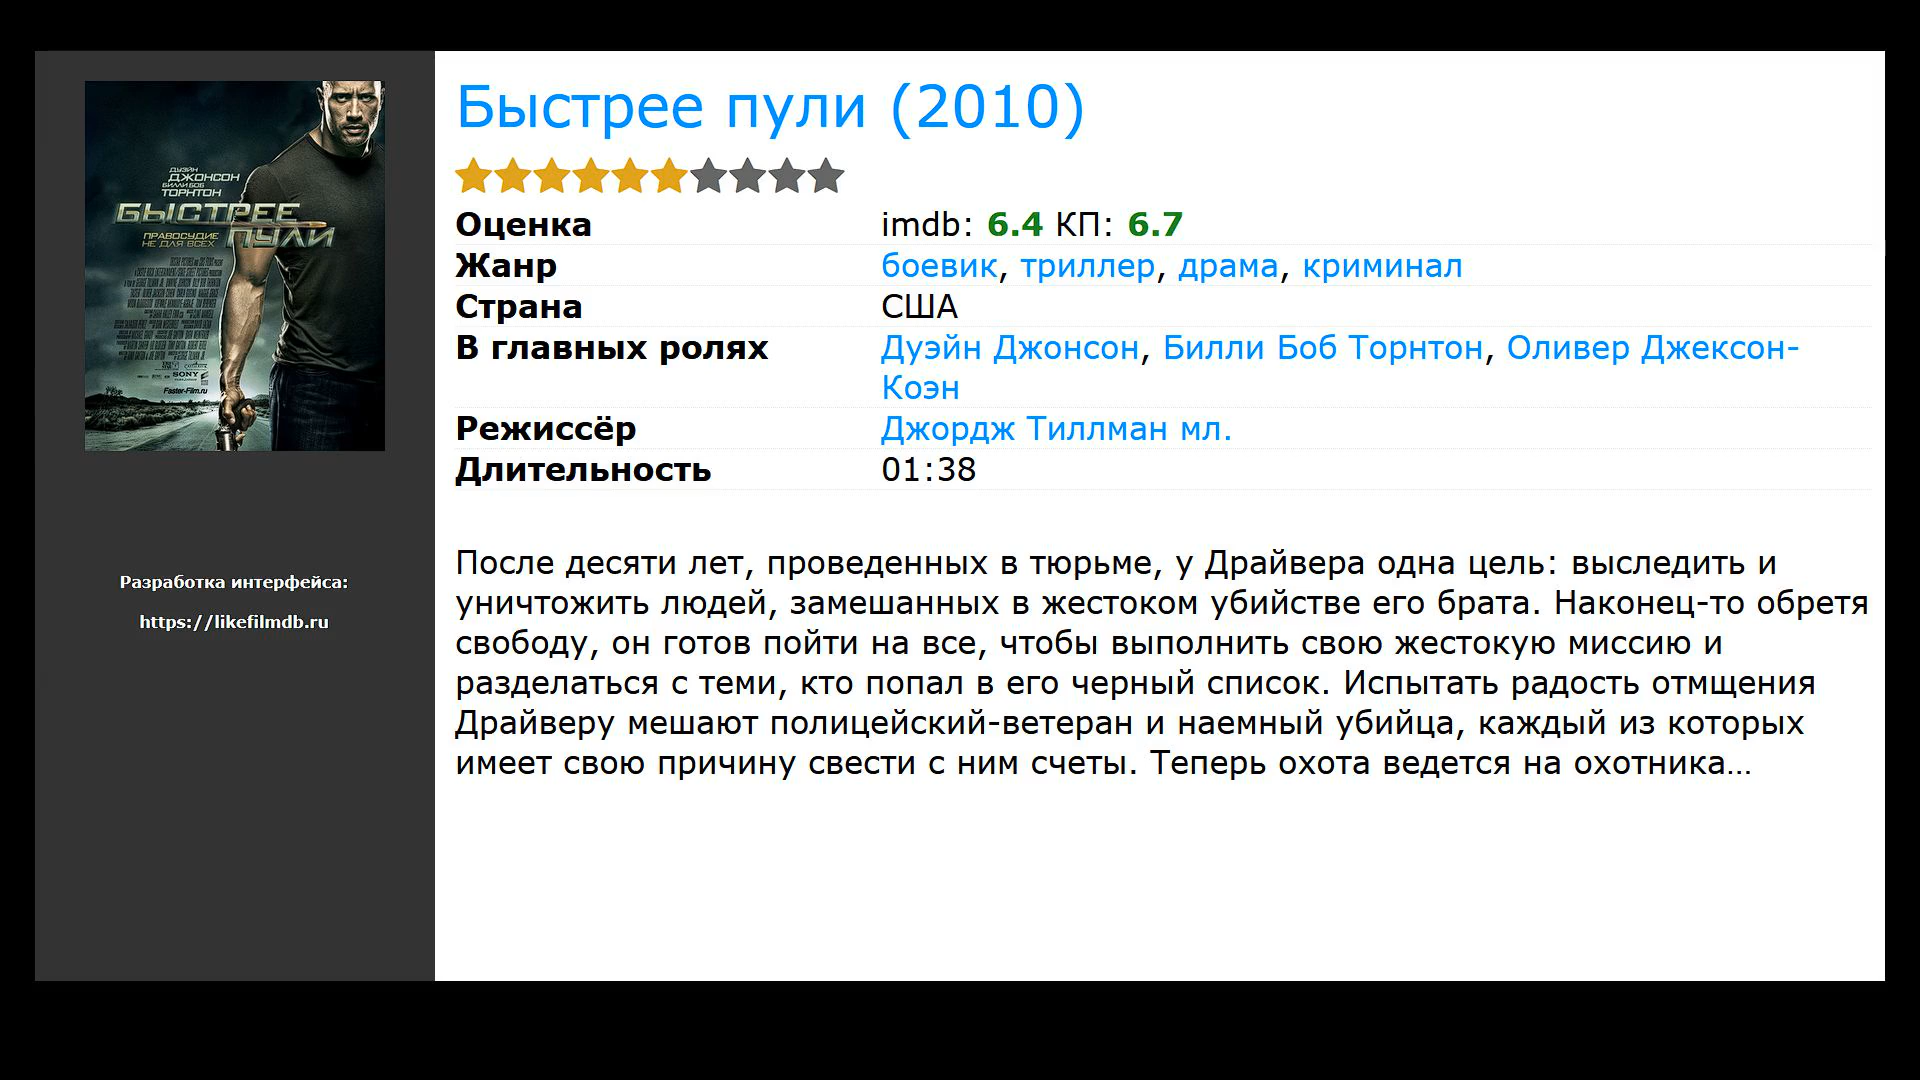 ДУЭЙН
ДЖОНСОН
БИЛЛИ БОБ
ТОРНТОН
БЫСТРЕЕ
ПУЛИ
ПРАВОСУДИЕ
НЕ ДЛЯ ВСЕХ
SONY
Faster-Film.ru
Разработка интерфейса:
https://likefilmdb.ru
Быстрее пули (2010)
Оценка imdb: 6.4 КП: 6.7
Жанр боевик, триллер, драма, криминал
Страна США
В главных ролях Дуэйн Джонсон, Билли Боб Торнтон, Оливер Джексон-
Коэн
Режиссёр Джордж Тиллман мл.
Длительность 01:38
После десяти лет, проведенных в тюрьме, у Драйвера одна цель: выследить и
уничтожить людей, замешанных в жестоком убийстве его брата. Наконец-то обретя
свободу, он готов пойти на все, чтобы выполнить свою жестокую миссию и
разделаться с теми, кто попал в его черный список. Испытать радость отмщения
Драйверу мешают полицейский-ветеран и наемный убийца, каждый из которых
имеет свою причину свести с ним счеты. Теперь охота ведется на охотника…